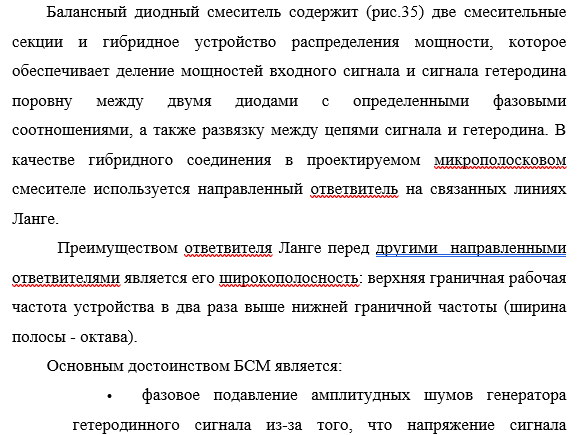 Балансный диодный смеситель содержит (рис.35) две смесительные
секции и гибридное устройство распределения мощности, которое
обеспечивает деление мощностей входного сигнала и сигнала гетеродина
поровну между двумя диодами с определенными фазовыми
соотношениями, а также развязку между цепями сигнала и гетеродина. В
качестве гибридного соединения в проектируемом микрополосковом
смесителе используется направленный ответвитель на связанных линиях
Ланге.
Преимуществом ответвителя Ланге перед другими направленными
ответвителями является его широкополосность: верхняя граничная рабочая
частота устройства в два раза выше нижней граничной частоты (ширина
полосы - октава).
Основным достоинством БСМ является:
• фазовое подавление амплитудных шумов генератора
гетеродинного сигнала из-за того, что напряжение сигнала